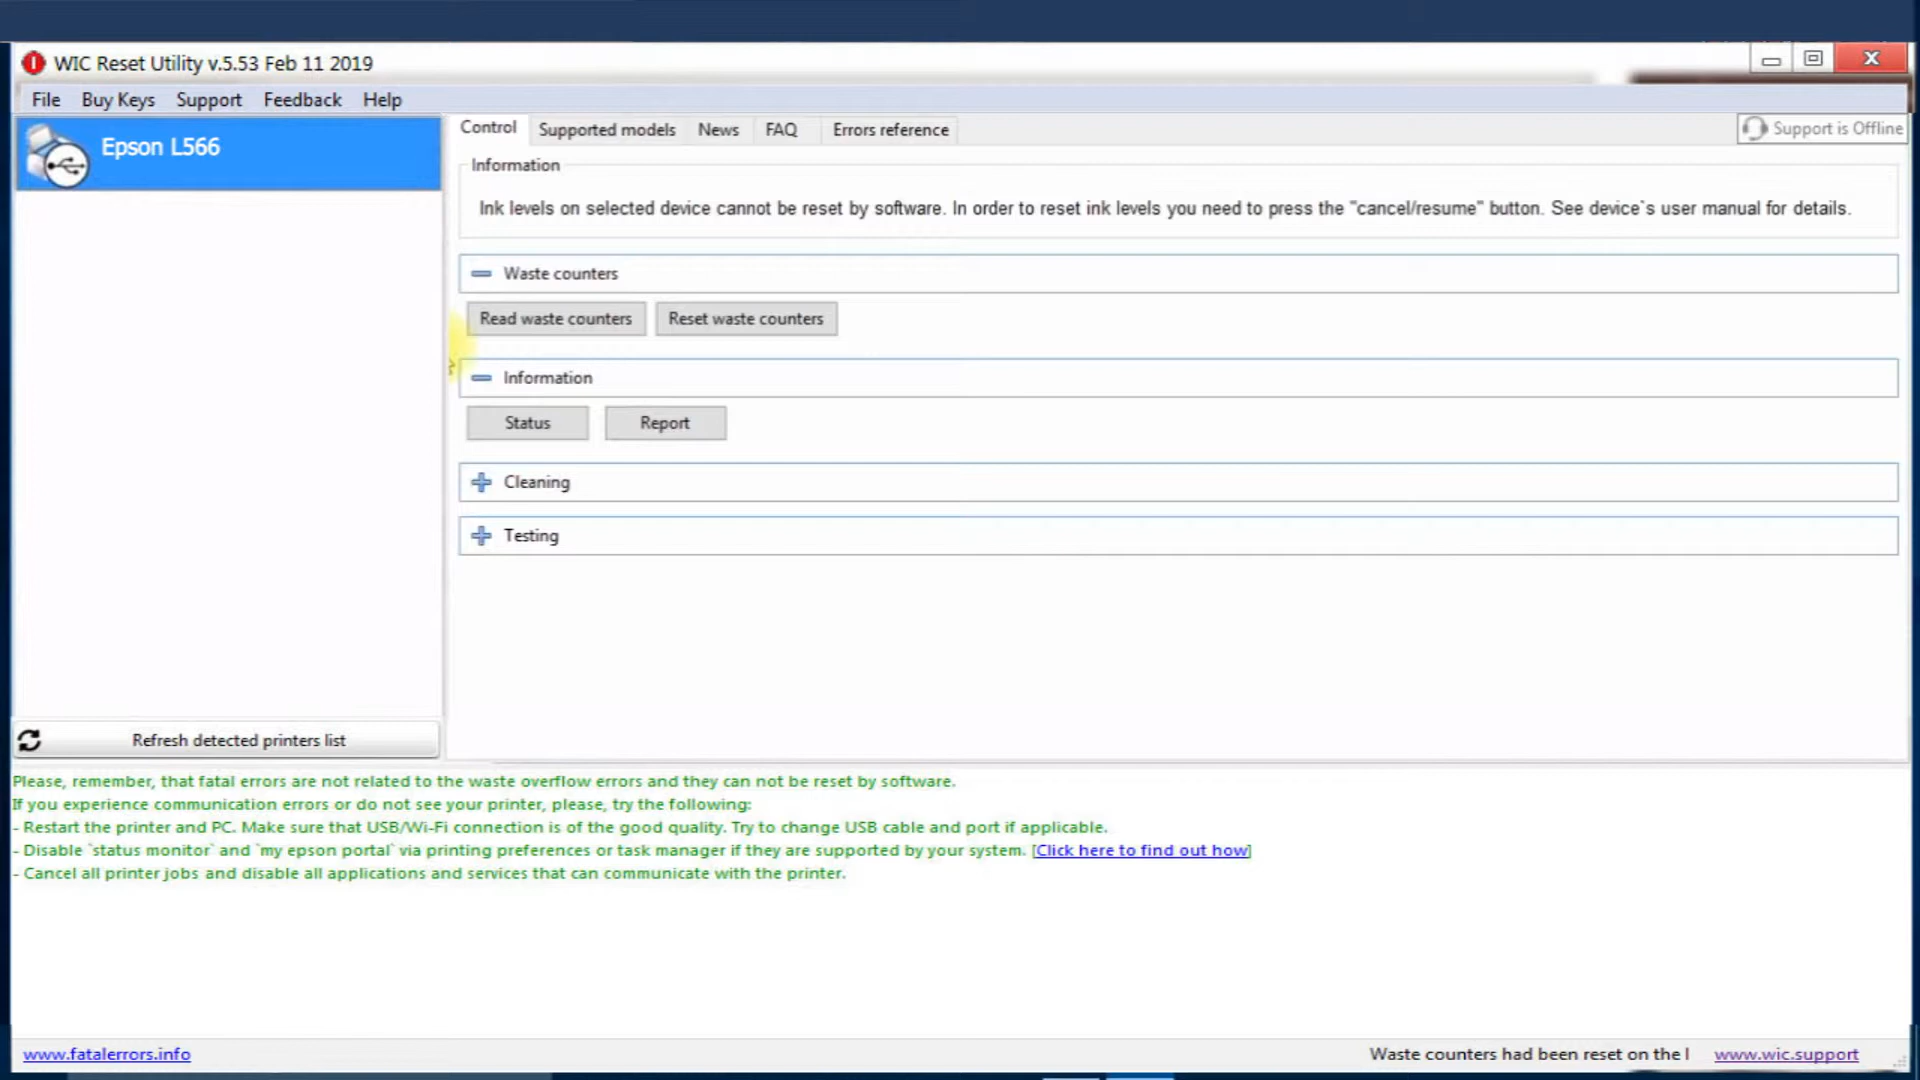 WIC Reset Utility v.5.53 Feb 11 2019
File Buy Keys Support Feedback Help
Epson L566
Control Supported models News FAQ Errors reference
Support is Offline
Information
Ink levels on selected device cannot be reset by software. In order to reset ink levels you need to press the "cancel/resume" button. See device`s user manual for details.
Waste counters
Read waste counters Reset waste counters
Information
Status Report
Cleaning
Testing
Refresh detected printers list
Please, remember, that fatal errors are not related to the waste overflow errors and they can not be reset by software.
If you experience communication errors or do not see your printer, please, try the following:
- Restart the printer and PC. Make sure that USB/Wi-Fi connection is of the good quality. Try to change USB cable and port if applicable.
- Disable `status monitor` and `my epson portal` via printing preferences or task manager if they are supported by your system. [Click here to find out how]
- Cancel all printer jobs and disable all applications and services that can communicate with the printer.
www.fatalerrors.info
Waste counters had been reset on the l www.wic.support